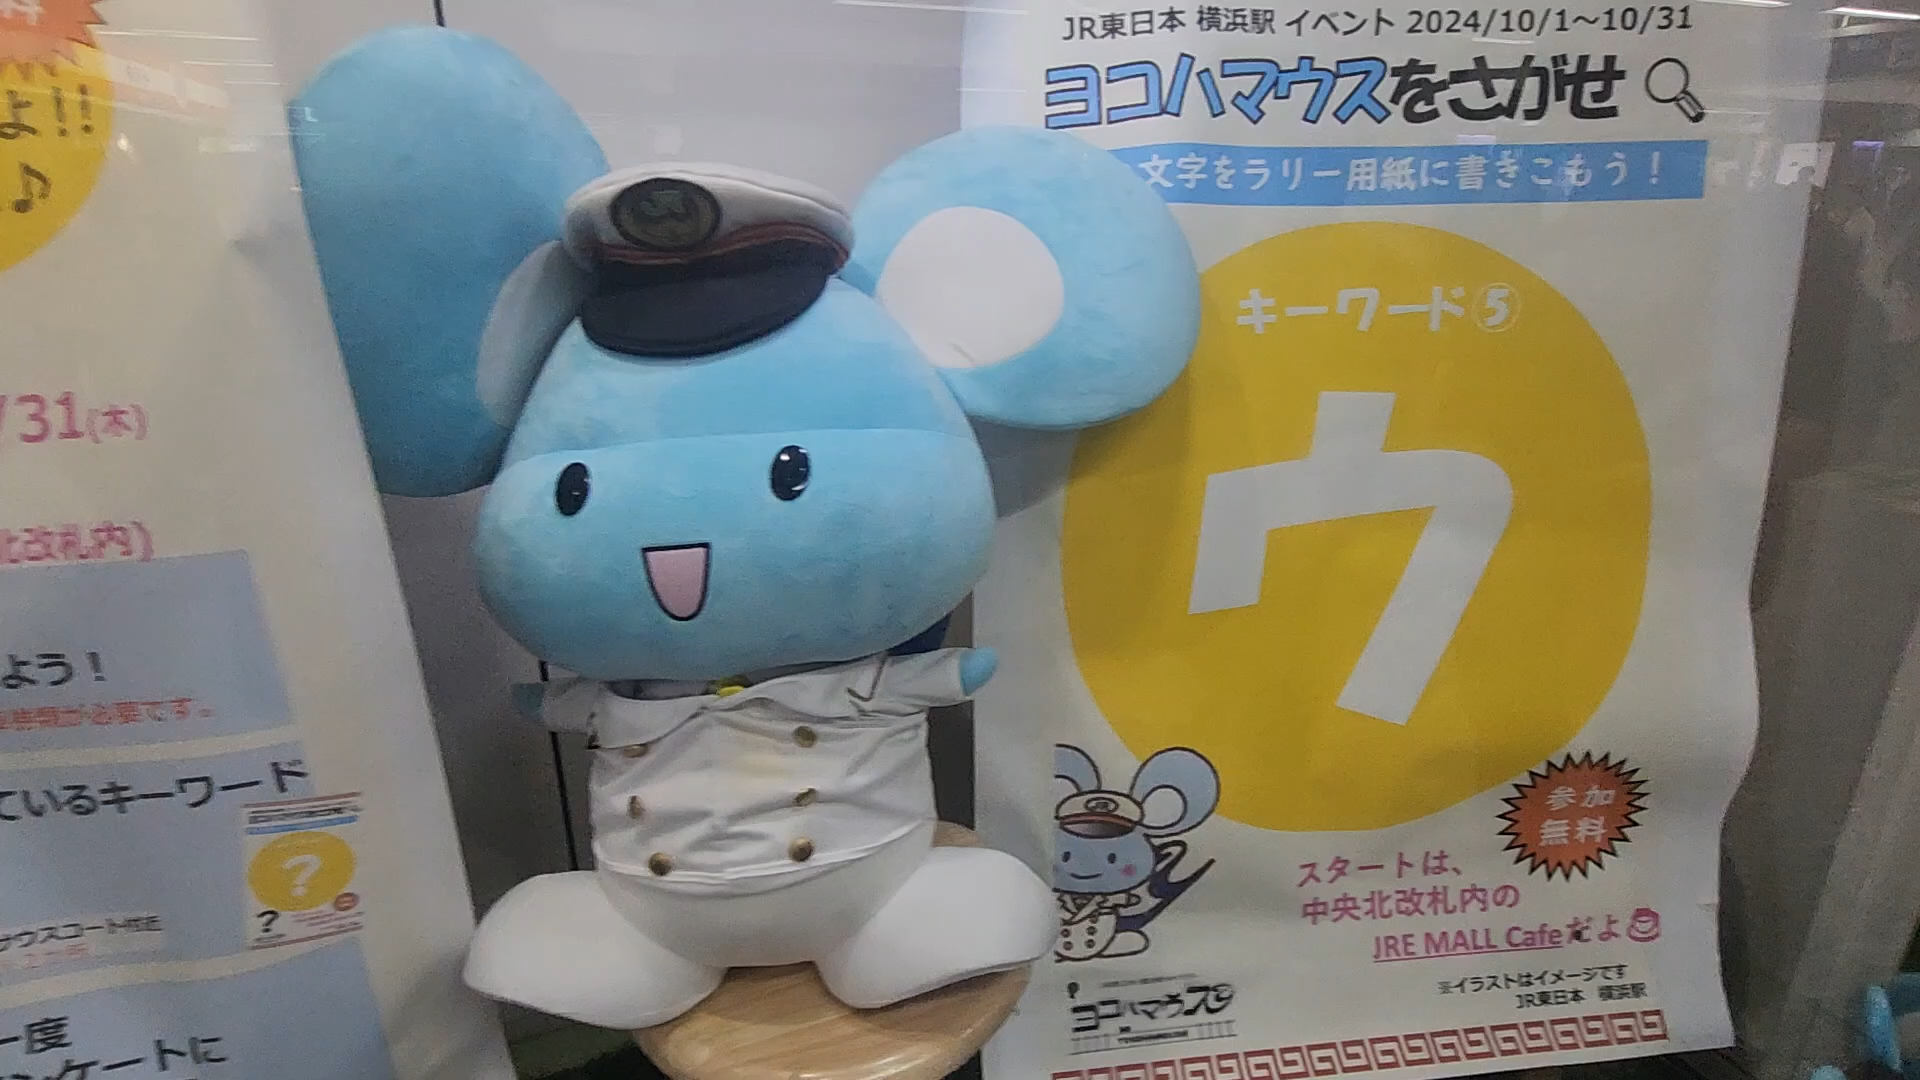 よ!!
♪
/31(木)
北改札内)
よう！
ているキーワード
?
?
一度
ンケートに
JR東日本 横浜駅 イベント 2024/10/1～10/31
ヨコハマウスをさがせ
文字をラリー用紙に書きこもう！
キーワード⑤
ウ
参加
無料
スタートは、
中央北改札内の
JRE MALL Cafeだよ
※イラストはイメージです
JR東日本 横浜駅
JR
ヨコハマウス